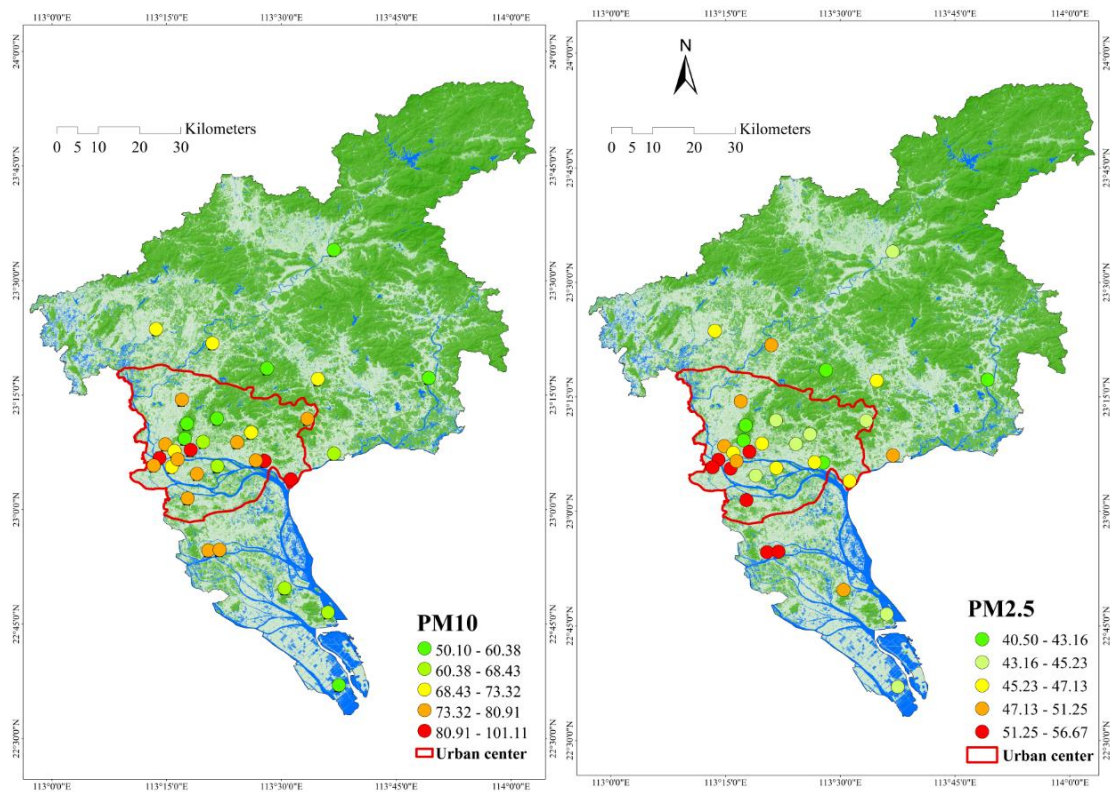 113°0'0"E 113°15'0"E 113°30'0"E 113°45'0"E 114°0'0"E
24°0'0"N
23°45'0"N
23°30'0"N
23°15'0"N
23°0'0"N
22°45'0"N
22°30'0"N
Kilometers
0 5 10 20 30
PM10
50.10 - 60.38
60.38 - 68.43
68.43 - 73.32
73.32 - 80.91
80.91 - 101.11
Urban center
24°0'0"N
23°45'0"N
23°30'0"N
23°15'0"N
23°0'0"N
22°45'0"N
22°30'0"N
113°0'0"E 113°15'0"E 113°30'0"E 113°45'0"E 114°0'0"E
113°0'0"E 113°15'0"E 113°30'0"E 113°45'0"E 114°0'0"E
24°0'0"N
23°45'0"N
23°30'0"N
23°15'0"N
23°0'0"N
22°45'0"N
22°30'0"N
N
Kilometers
0 5 10 20 30
PM2.5
40.50 - 43.16
43.16 - 45.23
45.23 - 47.13
47.13 - 51.25
51.25 - 56.67
Urban center
24°0'0"N
23°45'0"N
23°30'0"N
23°15'0"N
23°0'0"N
22°45'0"N
22°30'0"N
113°0'0"E 113°15'0"E 113°30'0"E 113°45'0"E 114°0'0"E